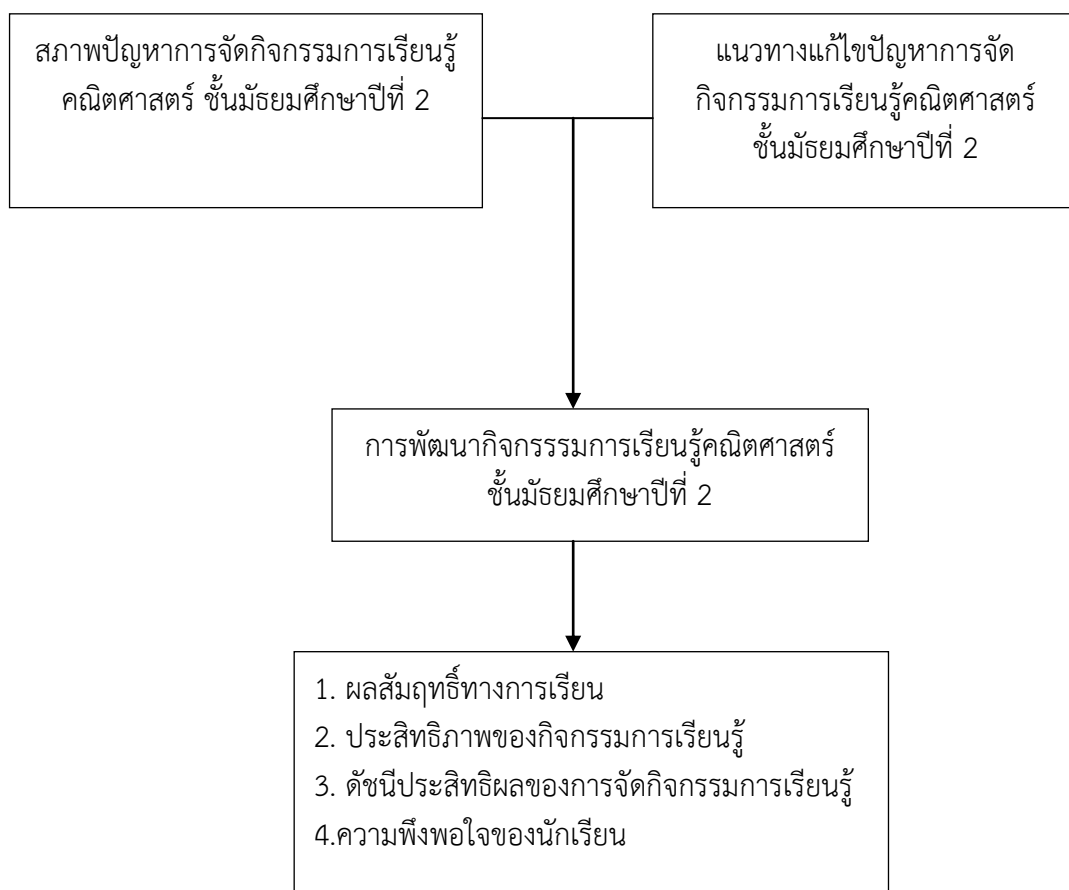 สภาพปัญหาการจัดกิจกรรมการเรียนรู้
คณิตศาสตร์ ชั้นมัธยมศึกษาปีที่ 2
แนวทางแก้ไขปัญหาการจัด
กิจกรรมการเรียนรู้คณิตศาสตร์
ชั้นมัธยมศึกษาปีที่ 2
การพัฒนากิจกรรรมการเรียนรู้คณิตศาสตร์
ชั้นมัธยมศึกษาปีที่ 2
1. ผลสัมฤทธิ์ทางการเรียน
2. ประสิทธิภาพของกิจกรรมการเรียนรู้
3. ดัชนีประสิทธิผลของการจัดกิจกรรมการเรียนรู้
4.ความพึงพอใจของนักเรียน